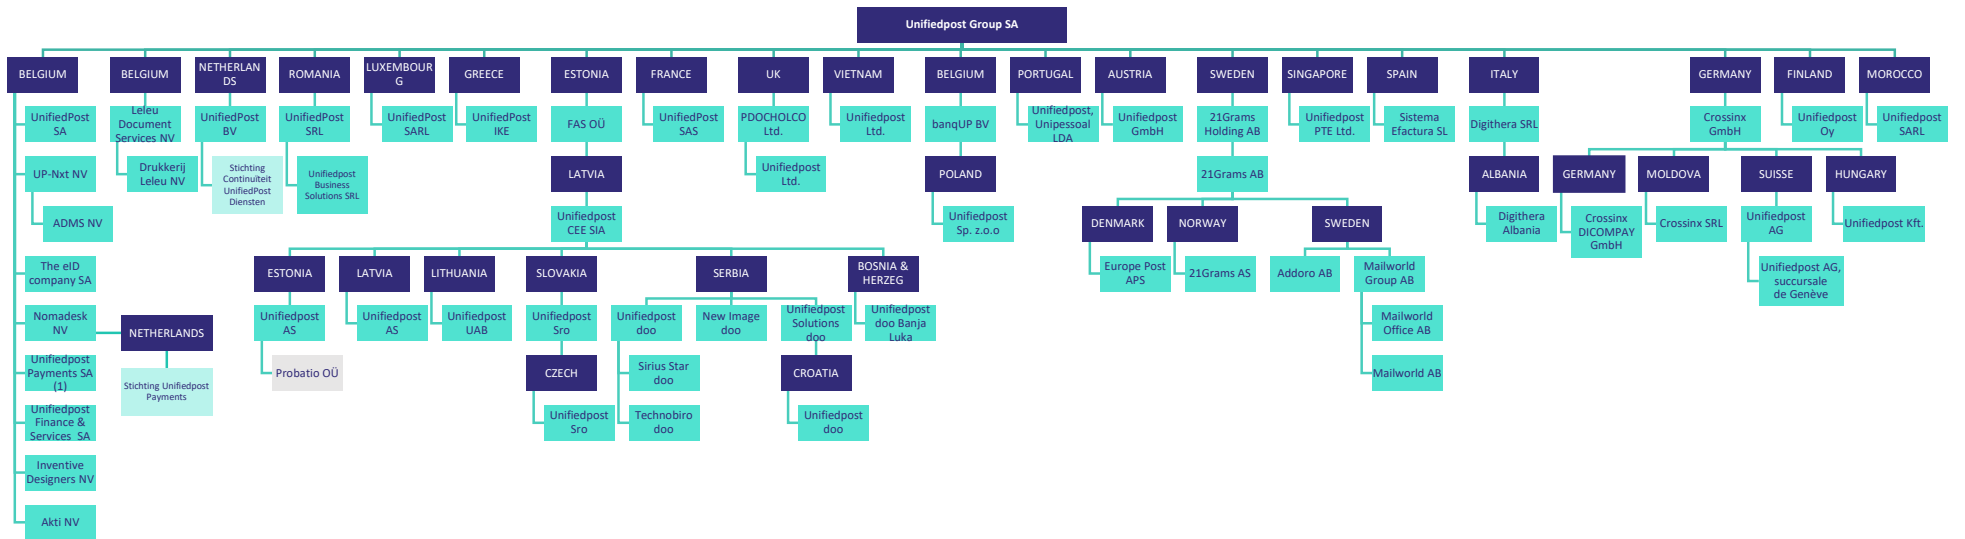 Unifiedpost Group SA
BELGIUM
BELGIUM
NETHERLAN
DS
ROMANIA
LUXEMBOUR
G
GREECE
ESTONIA
FRANCE
UK
VIETNAM
BELGIUM
PORTUGAL
AUSTRIA
SWEDEN
SINGAPORE
SPAIN
ITALY
GERMANY
FINLAND
MOROCCO
UnifiedPost
SA
Leleu
Document
Services NV
UnifiedPost
BV
UnifiedPost
SRL
UnifiedPost
SARL
UnifiedPost
IKE
FAS OÜ
UnifiedPost
SAS
PDOCHOLCO
Ltd.
Unifiedpost
Ltd.
banqUP BV
Unifiedpost,
Unipessoal
LDA
Unifiedpost
GmbH
21Grams
Holding AB
Unifiedpost
PTE Ltd.
Sistema
Efactura SL
Digithera SRL
Crossinx
GmbH
Unifiedpost
Oy
Unifiedpost
SARL
UP-Nxt NV
Drukkerij
Leleu NV
Stichting
Continuïteit
UnifiedPost
Diensten
Unifiedpost
Business
Solutions SRL
LATVIA
Unifiedpost
Ltd.
POLAND
21Grams AB
ALBANIA
GERMANY
MOLDOVA
SUISSE
HUNGARY
ADMS NV
Unifiedpost
CEE SIA
Unifiedpost
Sp. z.o.o
DENMARK
NORWAY
SWEDEN
Digithera
Albania
Crossinx
DICOMPAY
GmbH
Crossinx SRL
Unifiedpost
AG
Unifiedpost Kft.
The eID
company SA
ESTONIA
LATVIA
LITHUANIA
SLOVAKIA
SERBIA
BOSNIA &
HERZEG
Europe Post
APS
21Grams AS
Addoro AB
Mailworld
Group AB
Unifiedpost AG,
succursale
de Genève
Nomadesk
NV
NETHERLANDS
Unifiedpost
AS
Unifiedpost
AS
Unifiedpost
UAB
Unifiedpost
Sro
Unifiedpost
doo
New Image
doo
Unifiedpost
Solutions
doo
Unifiedpost
doo Banja
Luka
Mailworld
Office AB
Unifiedpost
Payments SA
(1)
Stichting Unifiedpost
Payments
Probatio OÜ
CZECH
Sirius Star
doo
CROATIA
Mailworld AB
Unifiedpost
Finance &
Services  SA
Unifiedpost
Sro
Technobiro
doo
Unifiedpost
doo
Inventive
Designers NV
Akti NV